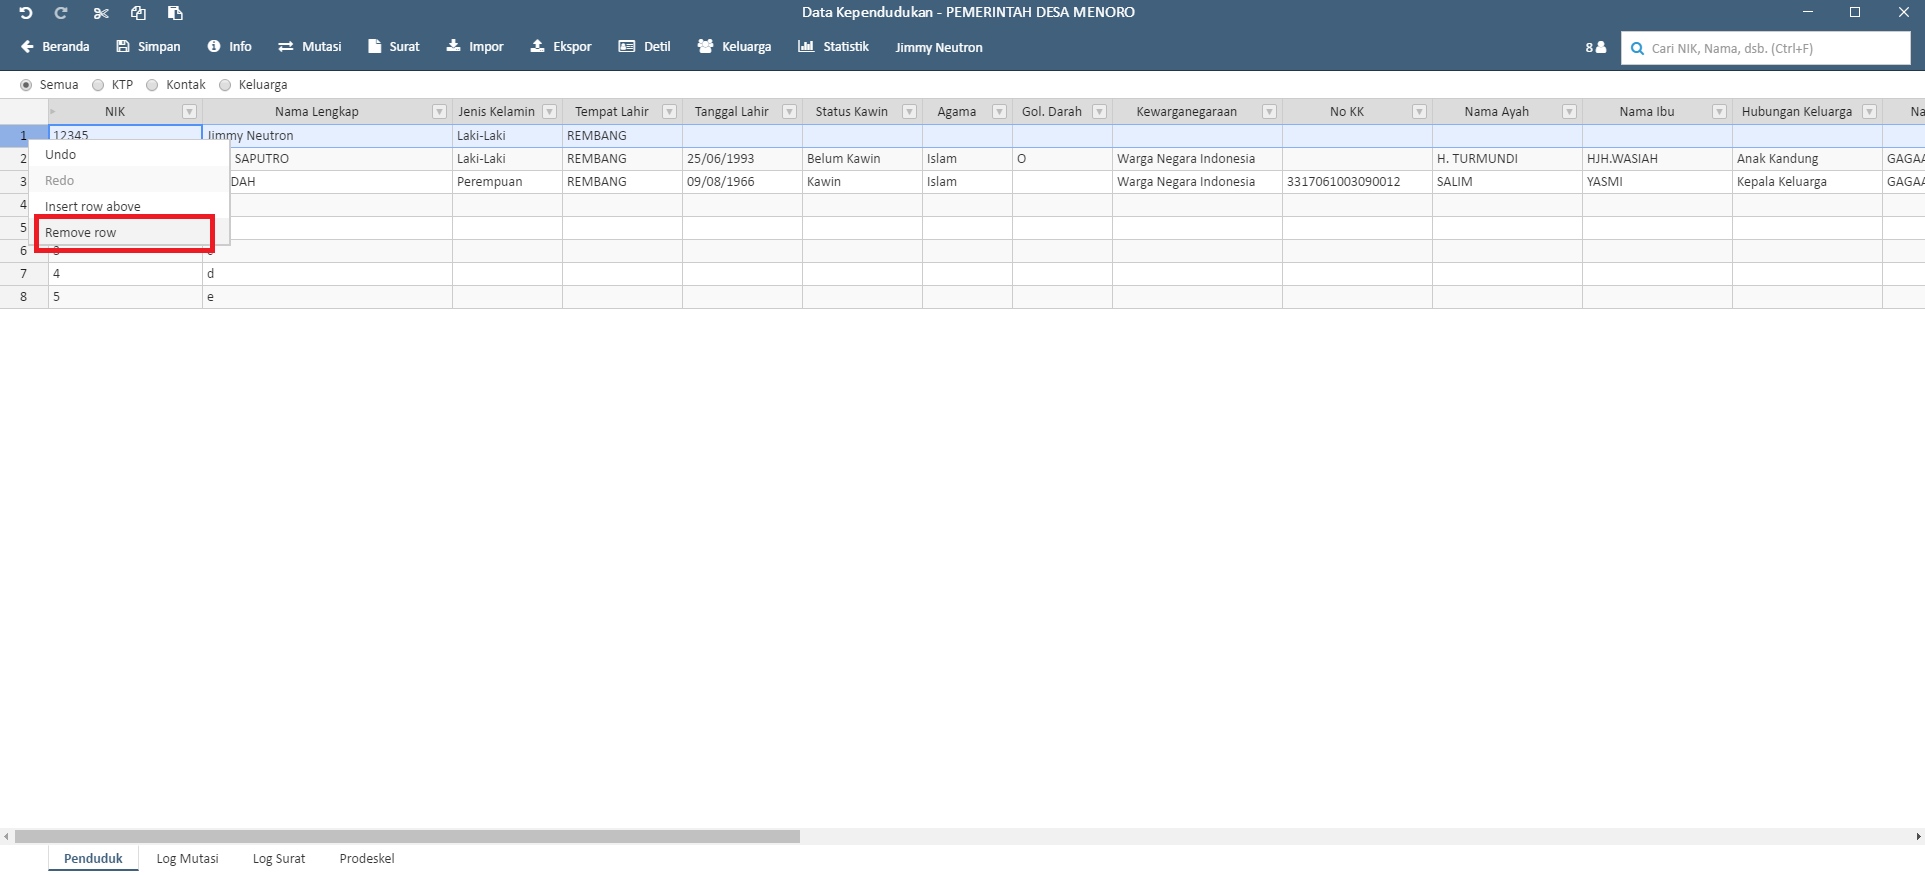 Data Kependudukan - PEMERINTAH DESA MENORO
Beranda Simpan Info Mutasi Surat Impor Ekspor Detil Keluarga Statistik Jimmy Neutron 8 Cari NIK, Nama, dsb. (Ctrl+F)
Semua KTP Kontak Keluarga
NIK Nama Lengkap Jenis Kelamin Tempat Lahir Tanggal Lahir Status Kawin Agama Gol. Darah Kewarganegaraan No KK Nama Ayah Nama Ibu Hubungan Keluarga Na
1 12345 Jimmy Neutron Laki-Laki REMBANG
2 SAPUTRO Laki-Laki REMBANG 25/06/1993 Belum Kawin Islam O Warga Negara Indonesia H. TURMUNDI HJH.WASIAH Anak Kandung GAGAA
3 DAH Perempuan REMBANG 09/08/1966 Kawin Islam Warga Negara Indonesia 3317061003090012 SALIM YASMI Kepala Keluarga GAGAA
4
5
6
7 4 d
8 5 e
Undo
Redo
Insert row above
Remove row
Penduduk Log Mutasi Log Surat Prodeskel